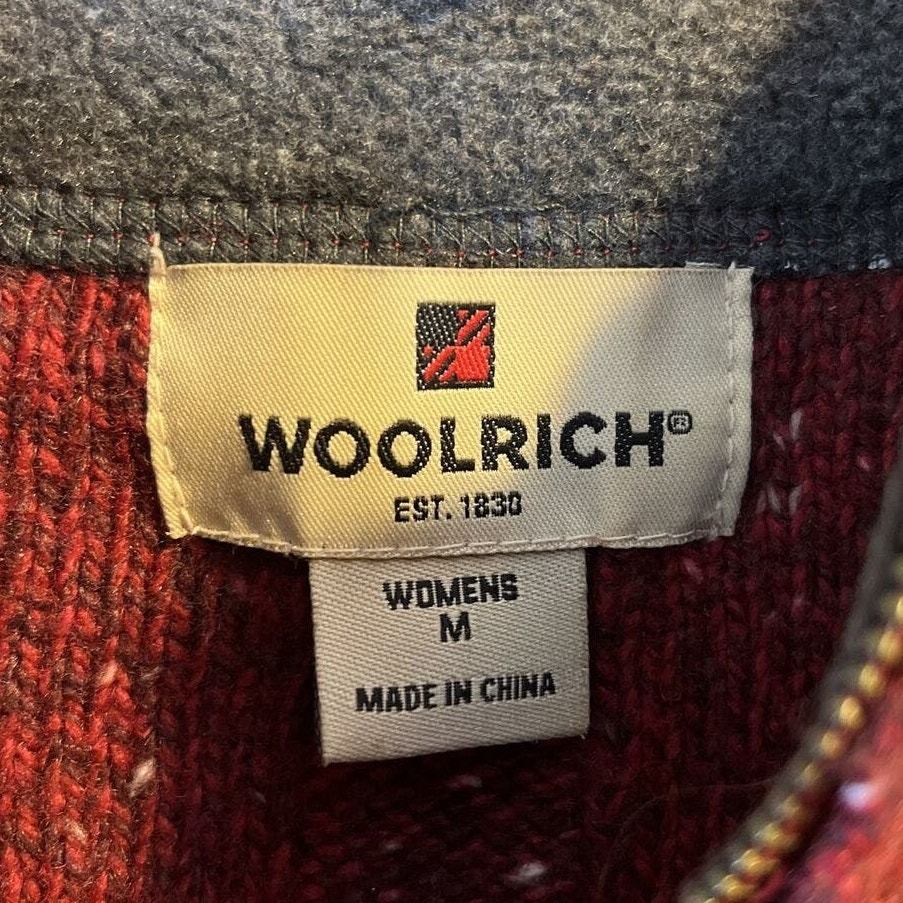 WOOLRICH®
EST. 1830
WOMENS
M
MADE IN CHINA